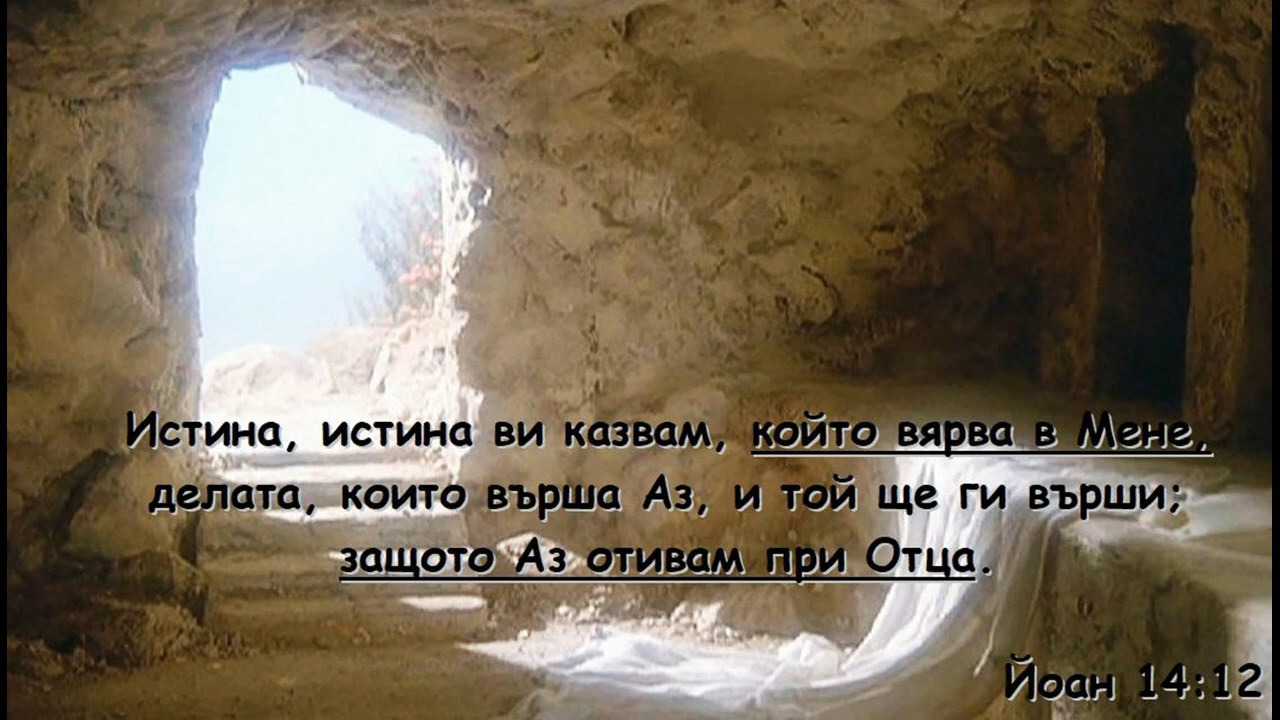 Истина, истина ви казвам, който вярва в Мене,
делата, които върша Аз, и той ще ги върши;
защото Аз отивам при Отца.
Йоан 14:12